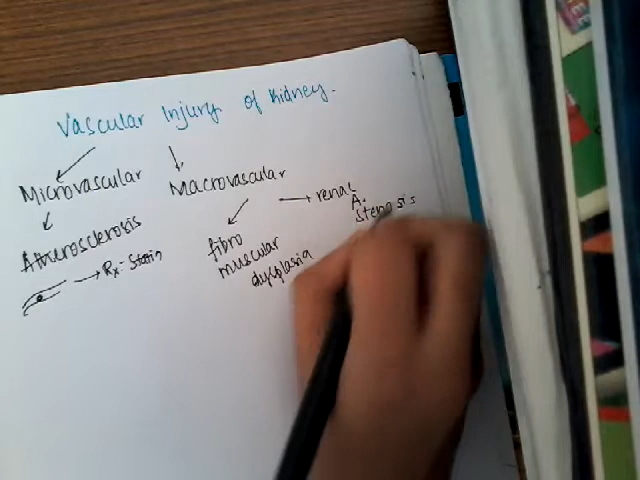 Vascular Injury of Kidney.
Microvascular
Macrovascular
renal
A.
Stenosis
Atherosclerosis
Rx-Statin
fibro
muscular
dysplasia